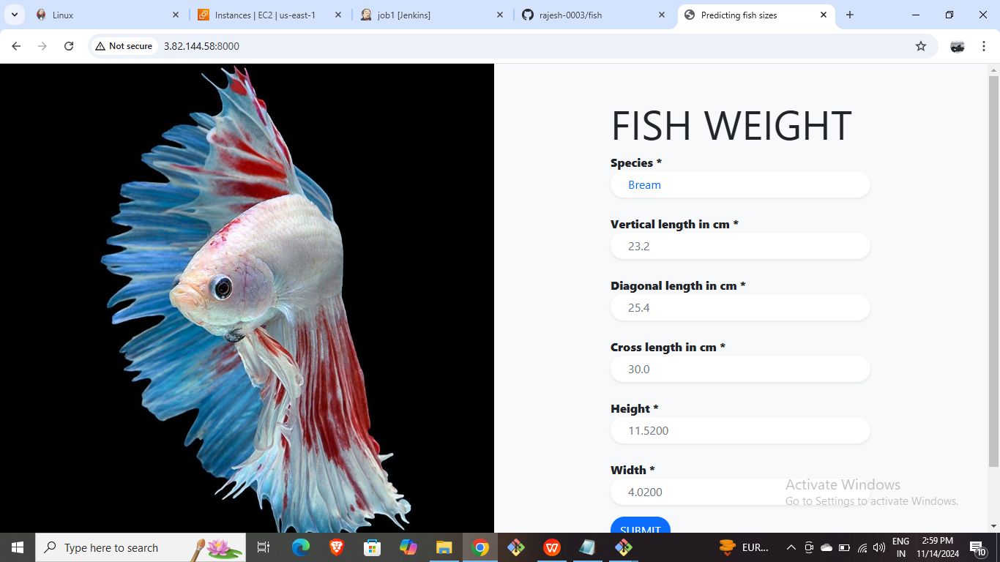 Linux
Instances | EC2 | us-east-1
job1 [Jenkins]
rajesh-0003/fish
Predicting fish sizes
Not secure
3.82.144.58:8000
FISH WEIGHT
Species *
Bream
Vertical length in cm *
23.2
Diagonal length in cm *
25.4
Cross length in cm *
30.0
Height *
11.5200
Width *
4.0200
Activate Windows
Go to Settings to activate Windows.
SUBMIT
Type here to search
EUR...
ENG
IN
2:59 PM
11/14/2024
10